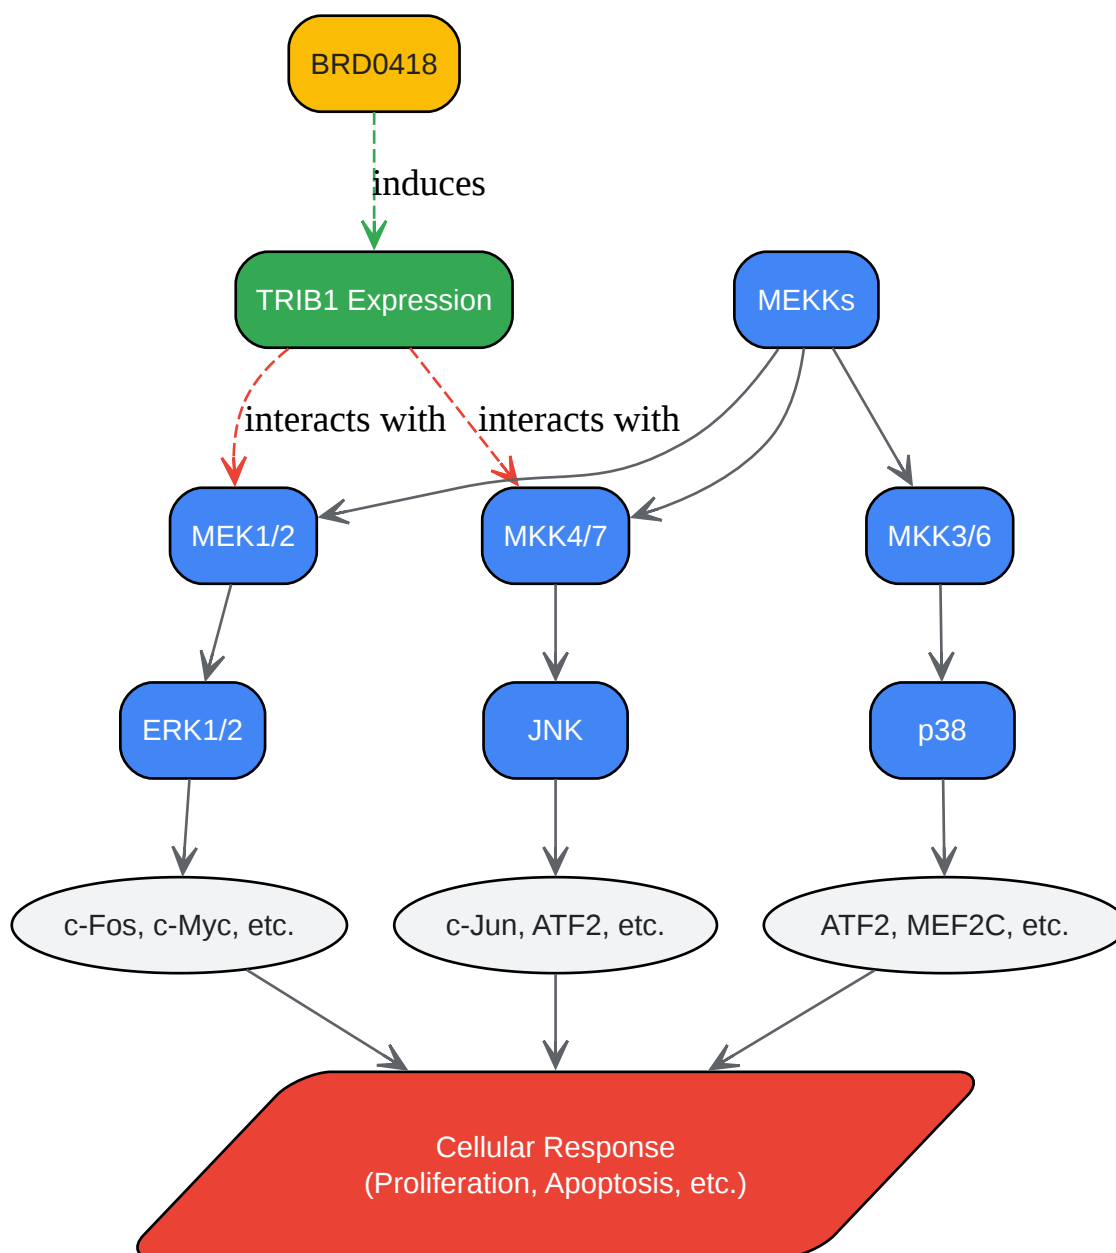 BRD0418
induces
TRIB1 Expression
MEKKs
interacts with
interacts with
MEK1/2
MKK4/7
MKK3/6
ERK1/2
JNK
p38
c-Fos, c-Myc, etc.
c-Jun, ATF2, etc.
ATF2, MEF2C, etc.
Cellular Response
(Proliferation, Apoptosis, etc.)